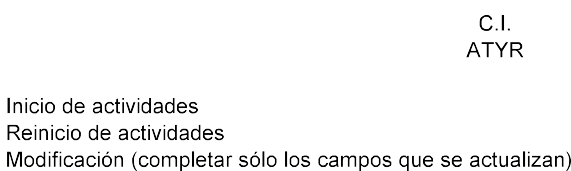 C.I.
ATYR
Inicio de actividades
Reinicio de actividades
Modificación (completar sólo los campos que se actualizan)